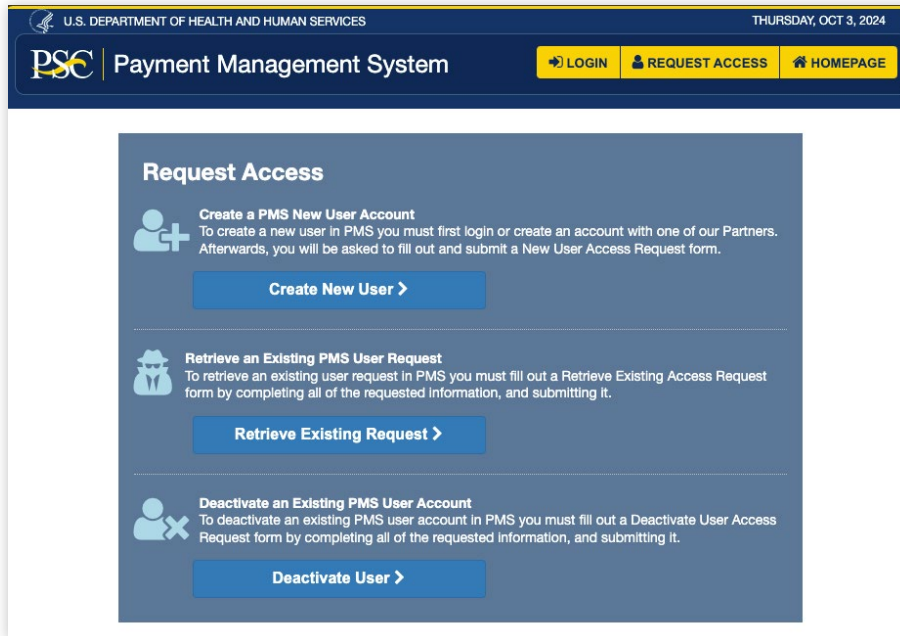 U.S. DEPARTMENT OF HEALTH AND HUMAN SERVICES
THURSDAY, OCT 3, 2024
PSC Payment Management System
LOGIN
REQUEST ACCESS
HOMEPAGE
Request Access
Create a PMS New User Account
To create a new user in PMS you must first login or create an account with one of our Partners.
Afterwards, you will be asked to fill out and submit a New User Access Request form.
Create New User
Retrieve an Existing PMS User Request
To retrieve an existing user request in PMS you must fill out a Retrieve Existing Access Request
form by completing all of the requested information, and submitting it.
Retrieve Existing Request
Deactivate an Existing PMS User Account
To deactivate an existing PMS user account in PMS you must fill out a Deactivate User Access
Request form by completing all of the requested information, and submitting it.
Deactivate User